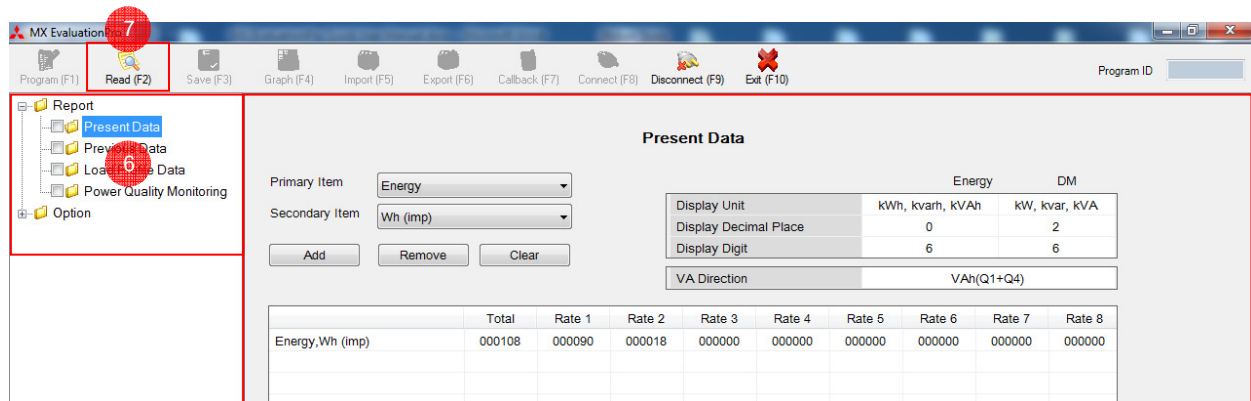 MX EvaluationPro
7
Program (F1) Read (F2) Save (F3) Graph (F4) Import (F5) Export (F6) Callback (F7) Connect (F8) Disconnect (F9) Exit (F10) Program ID
Report
Present Data
Previous Data
Load Profile Data
6
Power Quality Monitoring
Option
Present Data
Primary Item Energy
Secondary Item Wh (imp)
Add Remove Clear
Energy DM
Display Unit kWh, kvarh, kVAh kW, kvar, kVA
Display Decimal Place 0 2
Display Digit 6 6
VA Direction VAh(Q1+Q4)
Total Rate 1 Rate 2 Rate 3 Rate 4 Rate 5 Rate 6 Rate 7 Rate 8
Energy,Wh (imp) 000108 000090 000018 000000 000000 000000 000000 000000 000000